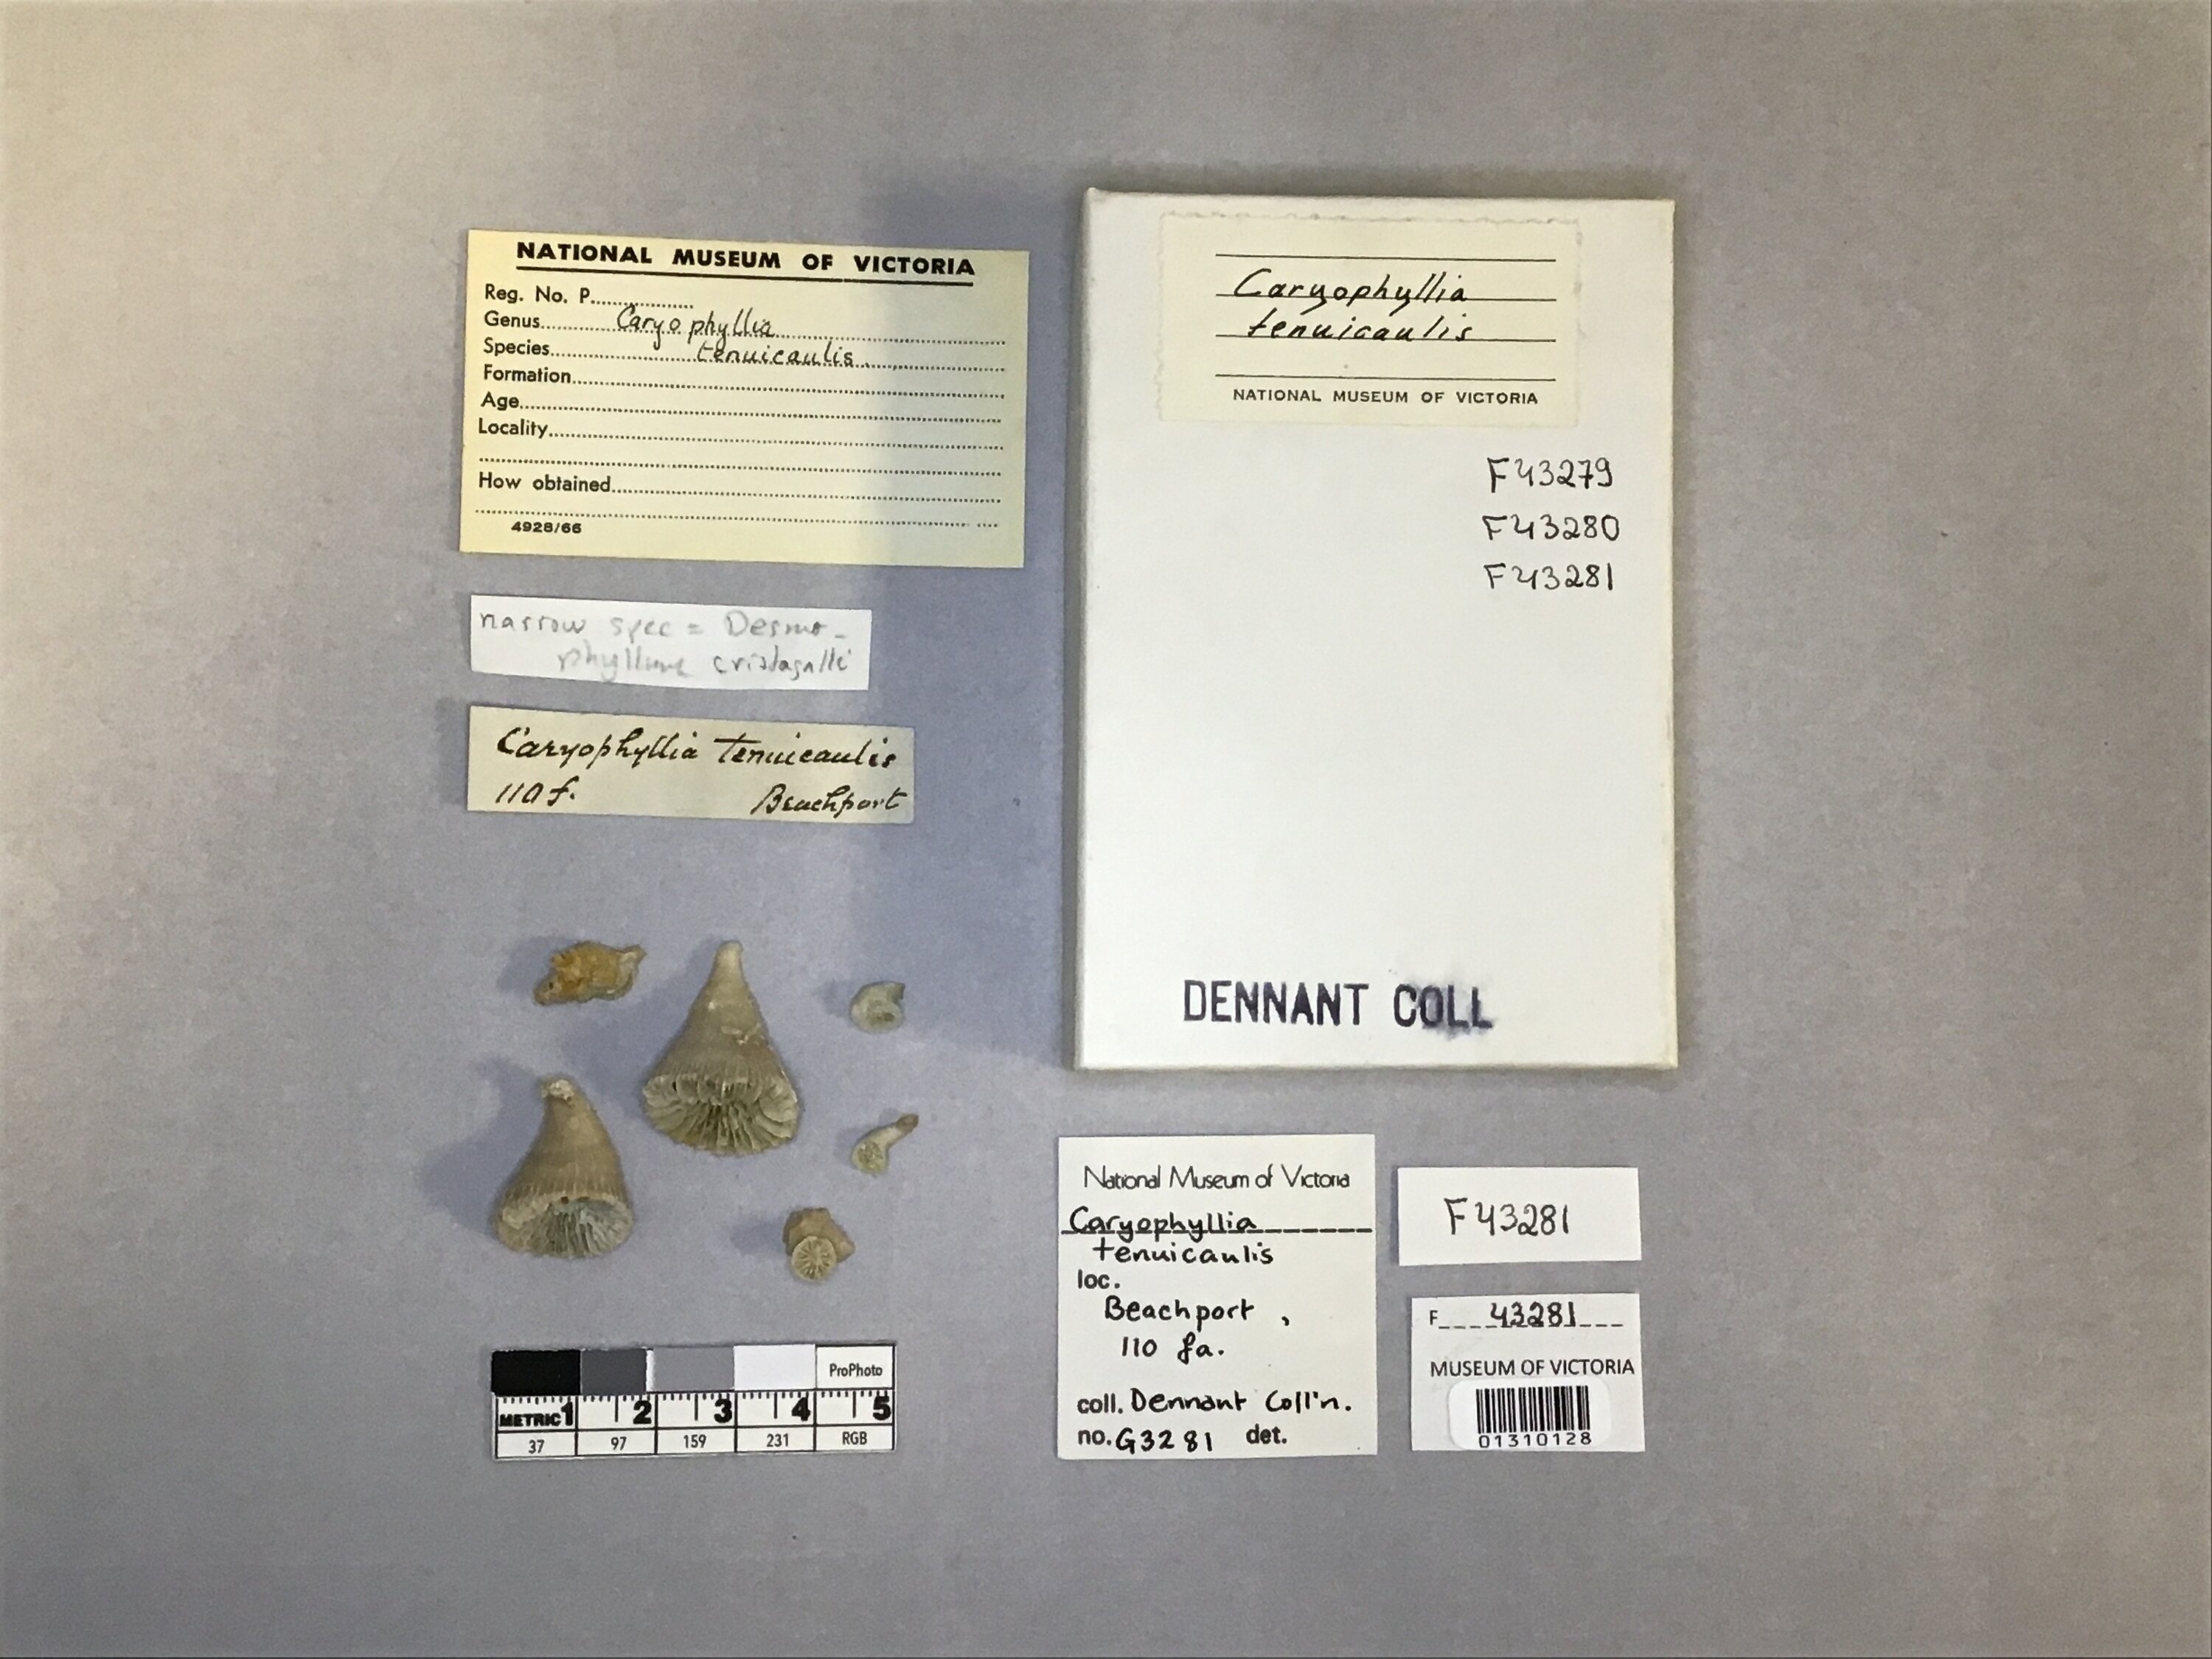 NATIONAL MUSEUM OF VICTORIA
Reg. No. P
Genus Caryophyllia
Species tenuicaulis.
Formation
Age
Locality
How obtained
4928/66
narrow spec = Desmo-
phyllum cristagalli
Caryophyllia tenuicaulis
110 f. Beachport
Caryophyllia
tenuicaulis
NATIONAL MUSEUM OF VICTORIA
F43279
F43280
F43281
DENNANT COLL
National Museum of Victoria
Caryophyllia
tenuicaulis
loc.
Beachport ,
110 fa.
coll. Dennant Coll'n.
no. G3281 det.
F43281
F 43281
MUSEUM OF VICTORIA
01310128
ProPhoto
METRIC 1 2 3 4 5
37 97 159 231 RGB